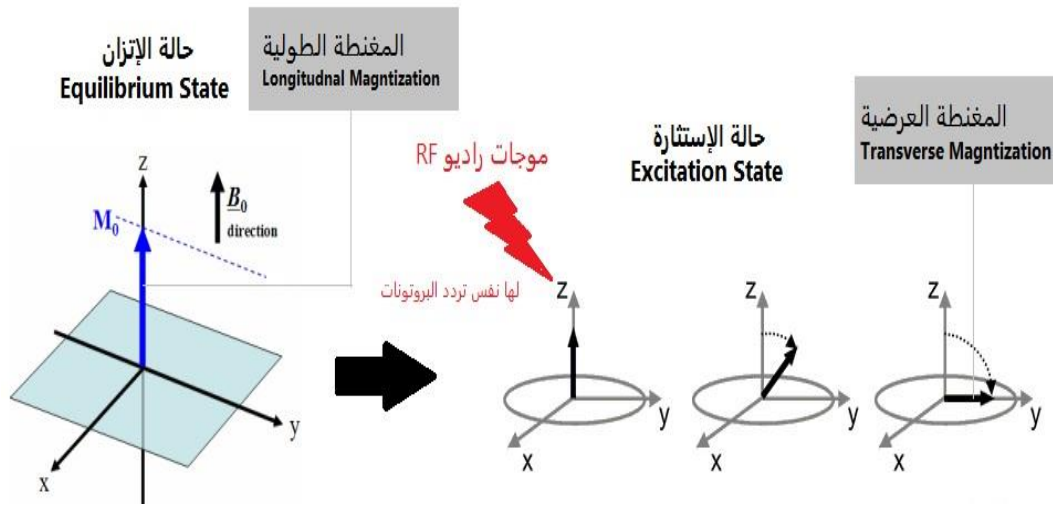 حالة الإتزان
Equilibrium State
المغنطة الطولية
Longitudnal Magntization
z
B0
direction
M0
y
x
موجات راديو RF
لها نفس تردد البروتونات
حالة الإستثارة
Excitation State
المغنطة العرضية
Transverse Magntization
z
y
x
z
y
x
z
y
x